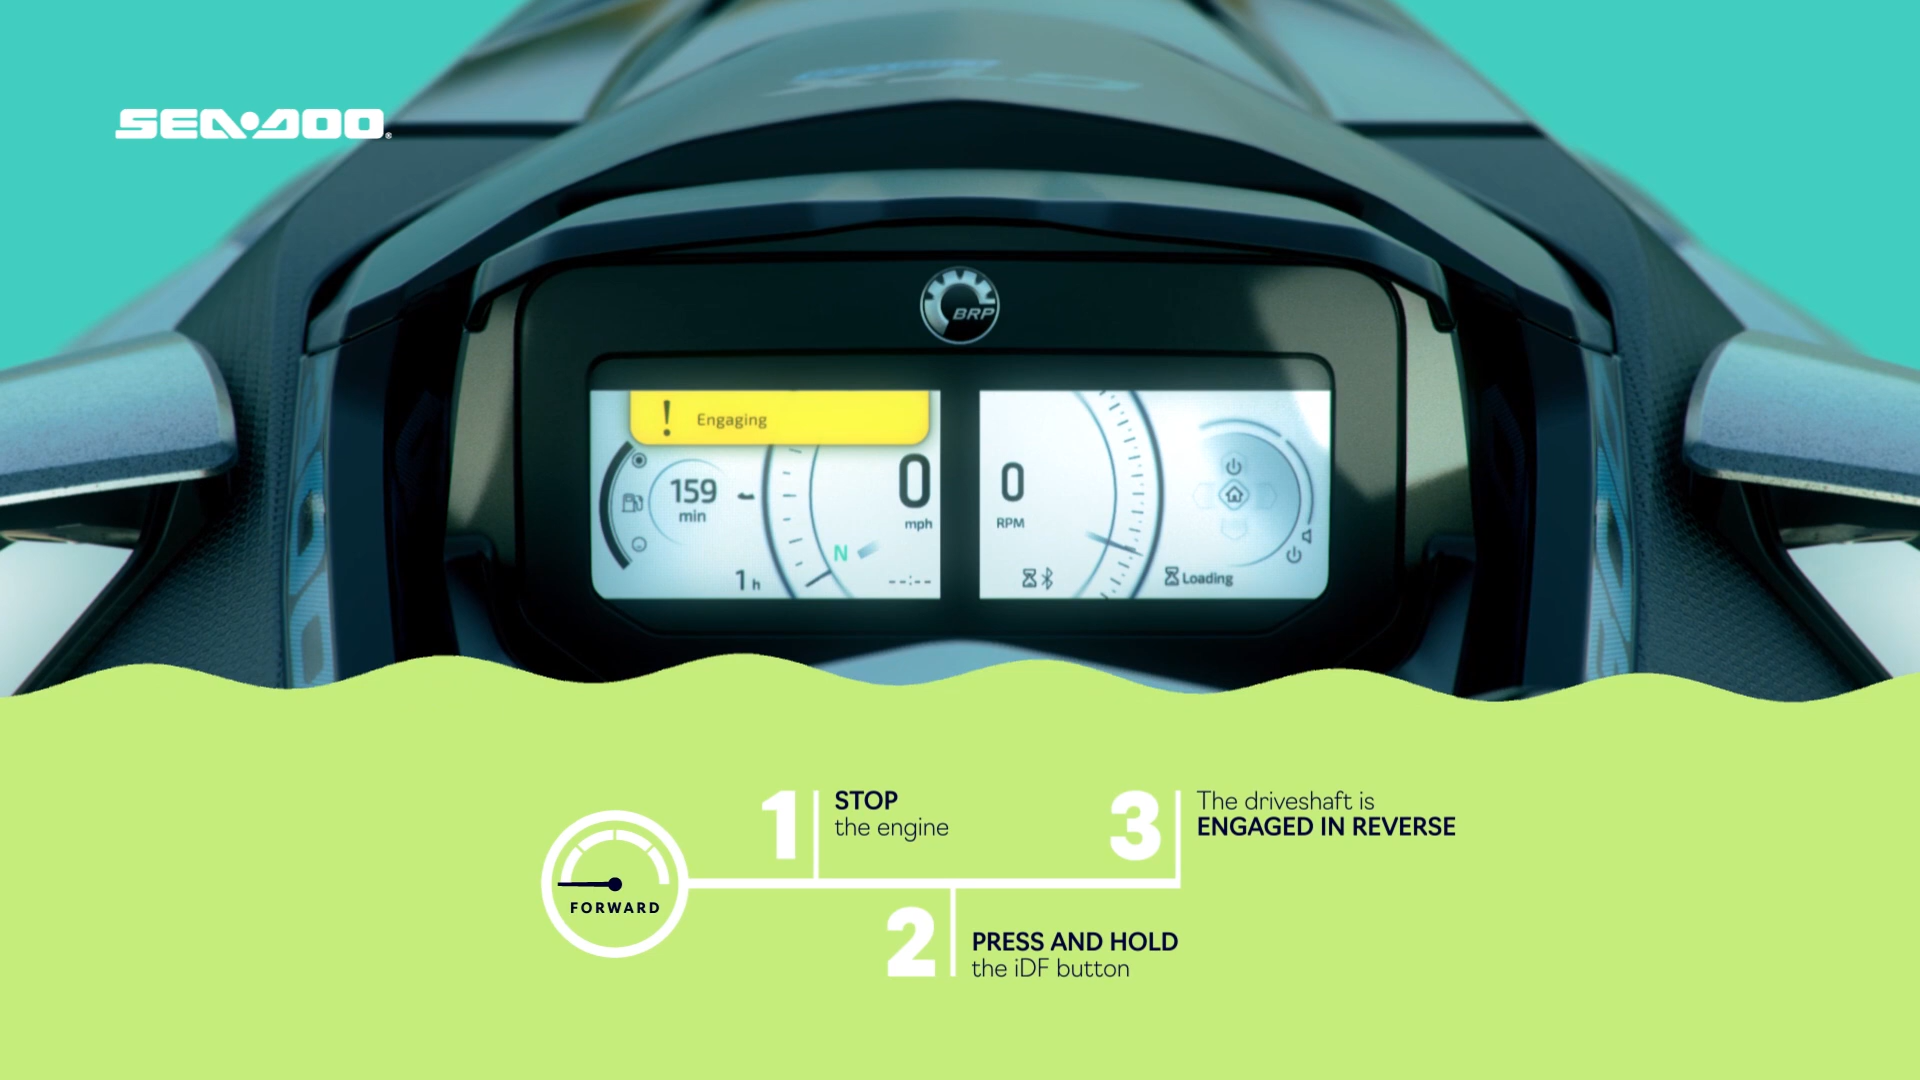 SEA-DOO
BRP
! Engaging
159
min
0
mph
N
1 h
--:--
0
RPM
Loading
1
STOP
the engine
3
The driveshaft is
ENGAGED IN REVERSE
FORWARD
2
PRESS AND HOLD
the iDF button